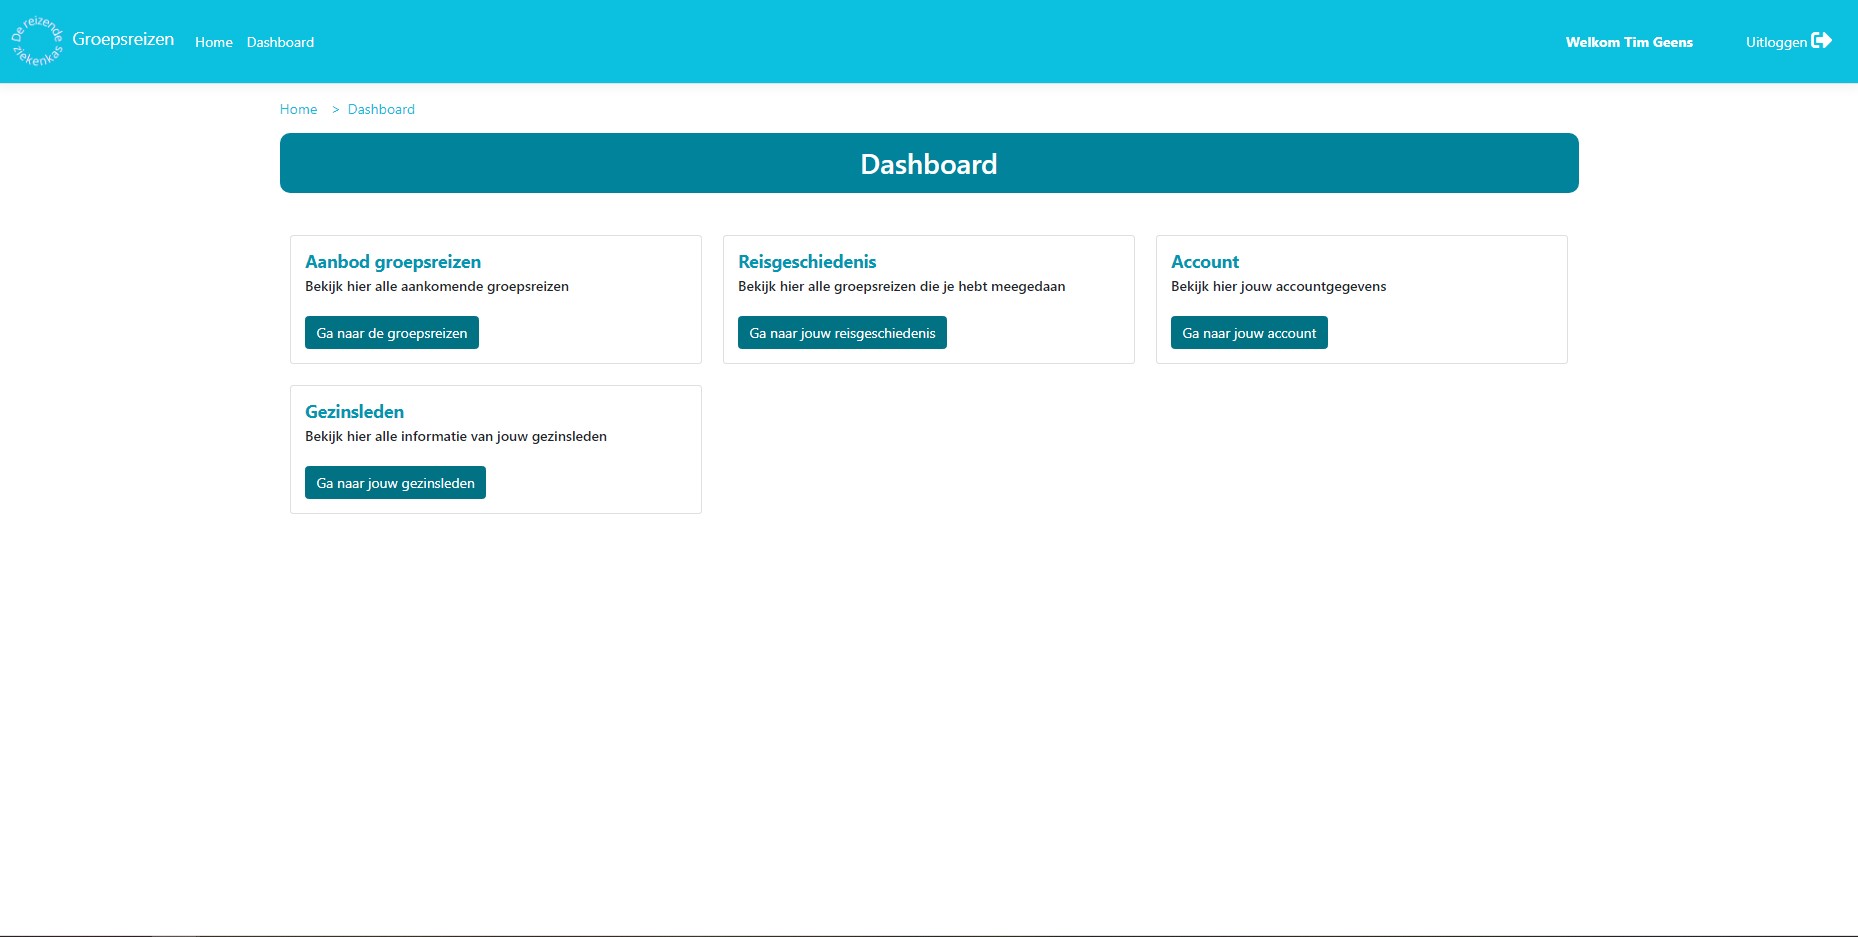 De reizende ziekenkas
Groepsreizen
Home
Dashboard
Welkom Tim Geens
Uitloggen
Home > Dashboard
Dashboard
Aanbod groepsreizen
Bekijk hier alle aankomende groepsreizen
Ga naar de groepsreizen
Reisgeschiedenis
Bekijk hier alle groepsreizen die je hebt meegedaan
Ga naar jouw reisgeschiedenis
Account
Bekijk hier jouw accountgegevens
Ga naar jouw account
Gezinsleden
Bekijk hier alle informatie van jouw gezinsleden
Ga naar jouw gezinsleden